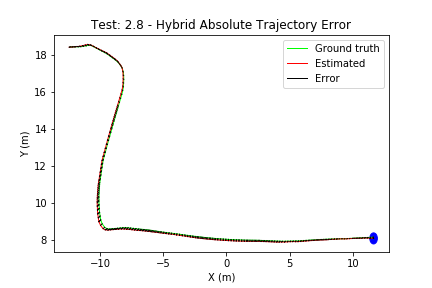 Test: 2.8 - Hybrid Absolute Trajectory Error
Ground truth
Estimated
Error
18
16
14
12
10
8
Y (m)
−10
−5
0
5
10
X (m)